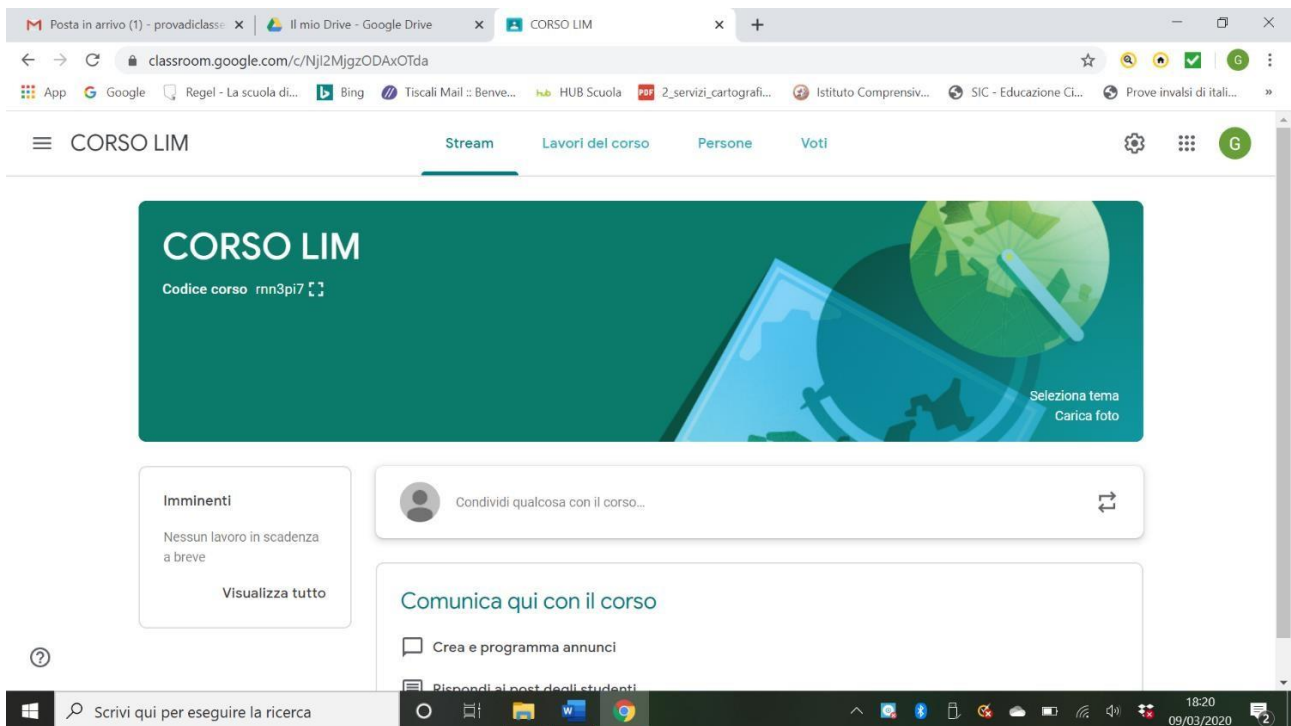 Posta in arrivo (1) - provadiclasse
Il mio Drive - Google Drive
CORSO LIM
classroom.google.com/c/NjI2MjgzODAxOTda
G
App
Google
Regel - La scuola di...
Bing
Tiscali Mail :: Benve...
HUB Scuola
2_servizi_cartografi...
Istituto Comprensiv...
SIC - Educazione Ci...
Prove invalsi di itali...
»
CORSO LIM
Stream
Lavori del corso
Persone
Voti
G
CORSO LIM
Codice corso rnn3pi7
Seleziona tema
Carica foto
Imminenti
Nessun lavoro in scadenza
a breve
Visualizza tutto
Condividi qualcosa con il corso...
Comunica qui con il corso
Crea e programma annunci
Rispondi ai post degli studenti
Scrivi qui per eseguire la ricerca
18:20
09/03/2020
2